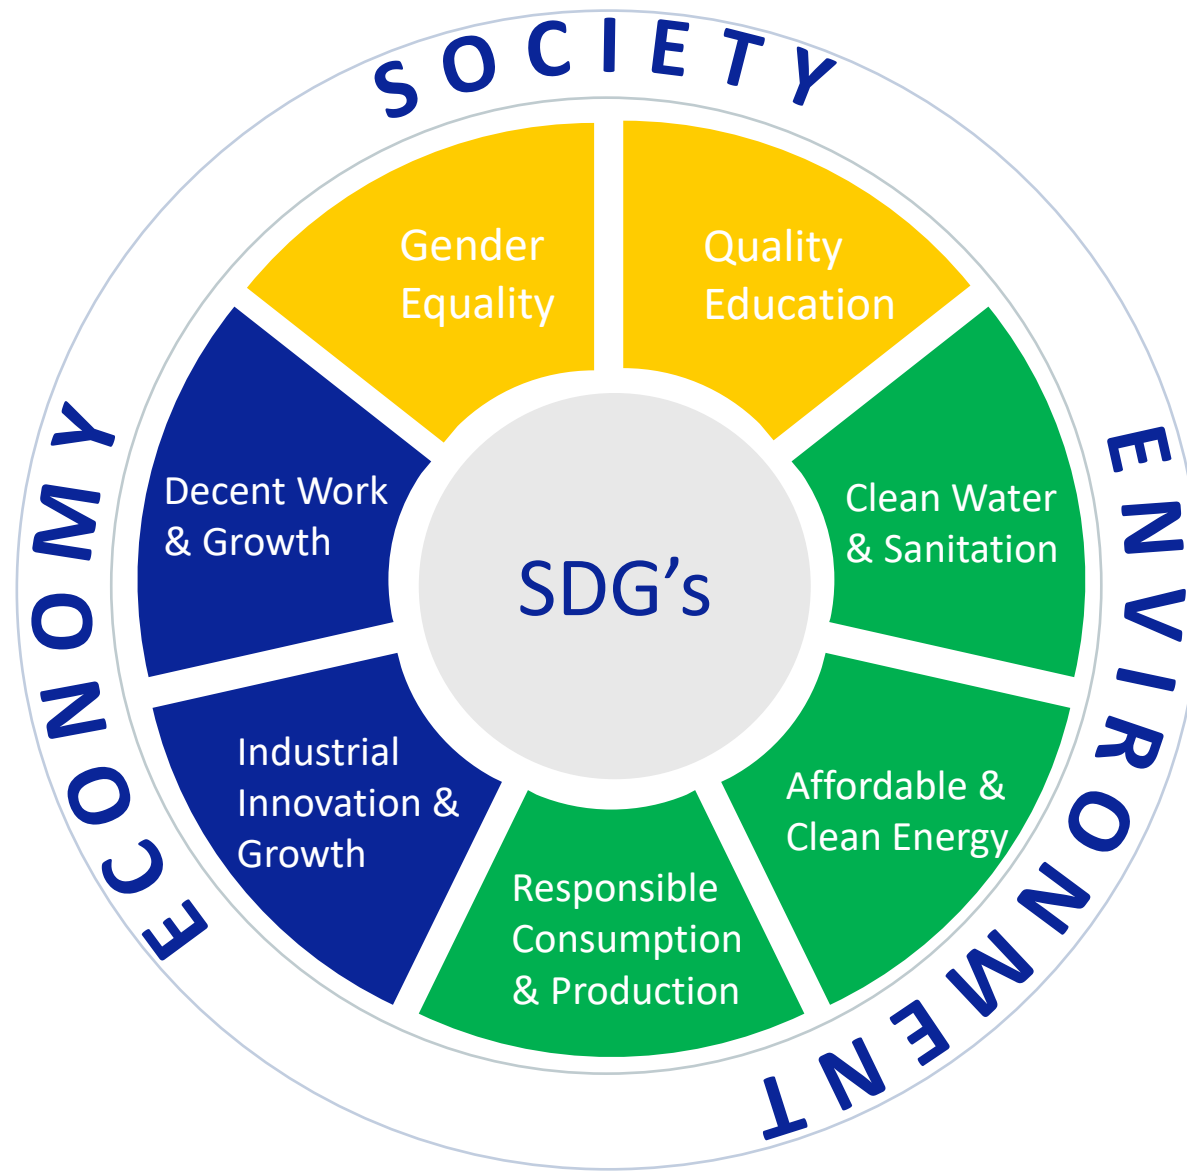 SOCIETY
Gender
Equality
Quality
Education
Decent Work
& Growth
Clean Water
& Sanitation
SDG’s
Industrial
Innovation &
Growth
Affordable &
Clean Energy
Responsible
Consumption
& Production
ECONOMY
ENVIRONMENT